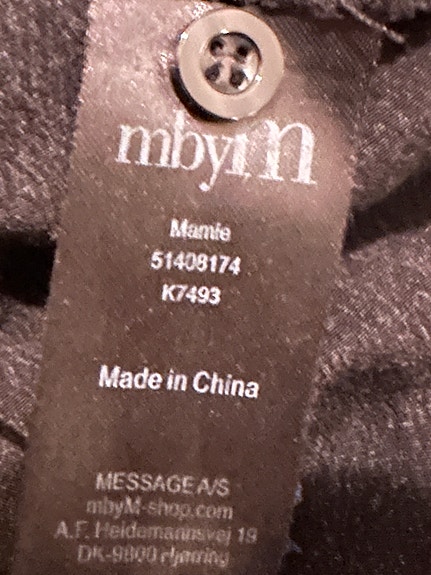 mbyM
Mamie
51408174
K7493
Made in China
MESSAGE A/S
mbyM-shop.com
A.F. Heidemannsvej 19
DK-9800 Hjørring